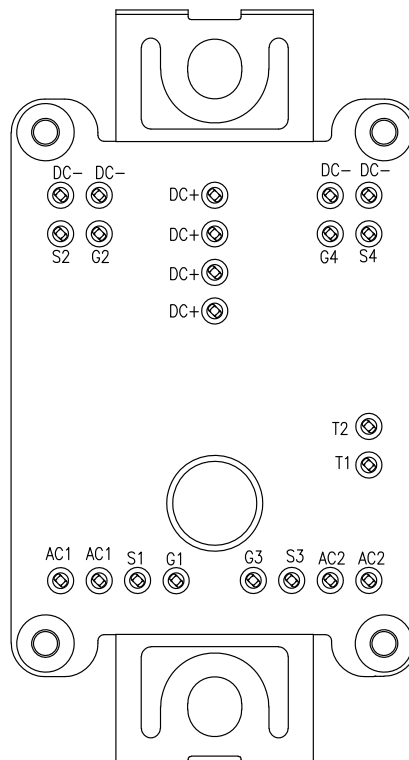 DC- DC- DC+ DC- DC-
S2 G2 DC+ G4 S4
DC+
DC+
T2
T1
AC1 AC1 S1 G1 G3 S3 AC2 AC2